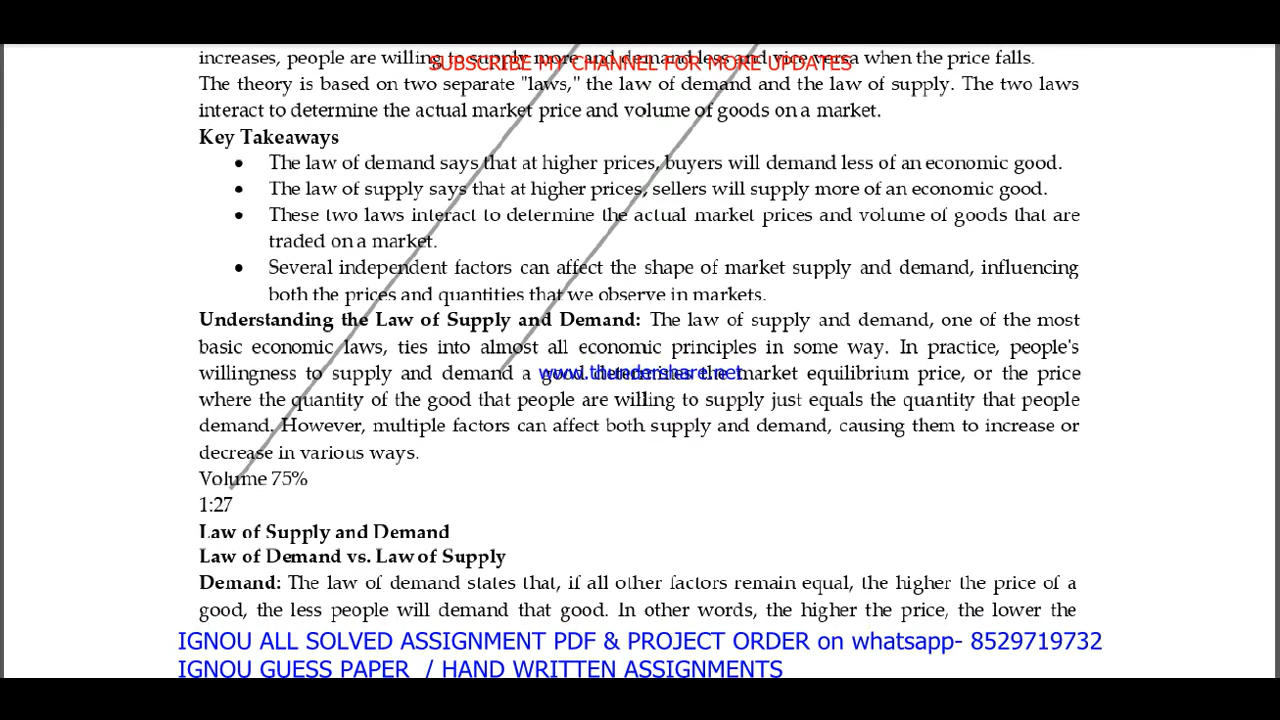 increases, people are willing to supply more and demand less and vice versa when the price falls.
SUBSCRIBE MY CHANNEL FOR MORE UPDATES
The theory is based on two separate "laws," the law of demand and the law of supply. The two laws
interact to determine the actual market price and volume of goods on a market.
Key Takeaways
• The law of demand says that at higher prices, buyers will demand less of an economic good.
• The law of supply says that at higher prices, sellers will supply more of an economic good.
• These two laws interact to determine the actual market prices and volume of goods that are
traded on a market.
• Several independent factors can affect the shape of market supply and demand, influencing
both the prices and quantities that we observe in markets.
Understanding the Law of Supply and Demand: The law of supply and demand, one of the most
basic economic laws, ties into almost all economic principles in some way. In practice, people's
willingness to supply and demand a good determines the market equilibrium price, or the price
www.thundershare.net
where the quantity of the good that people are willing to supply just equals the quantity that people
demand. However, multiple factors can affect both supply and demand, causing them to increase or
decrease in various ways.
Volume 75%
1:27
Law of Supply and Demand
Law of Demand vs. Law of Supply
Demand: The law of demand states that, if all other factors remain equal, the higher the price of a
good, the less people will demand that good. In other words, the higher the price, the lower the
IGNOU ALL SOLVED ASSIGNMENT PDF & PROJECT ORDER on whatsapp- 8529719732
IGNOU GUESS PAPER / HAND WRITTEN ASSIGNMENTS